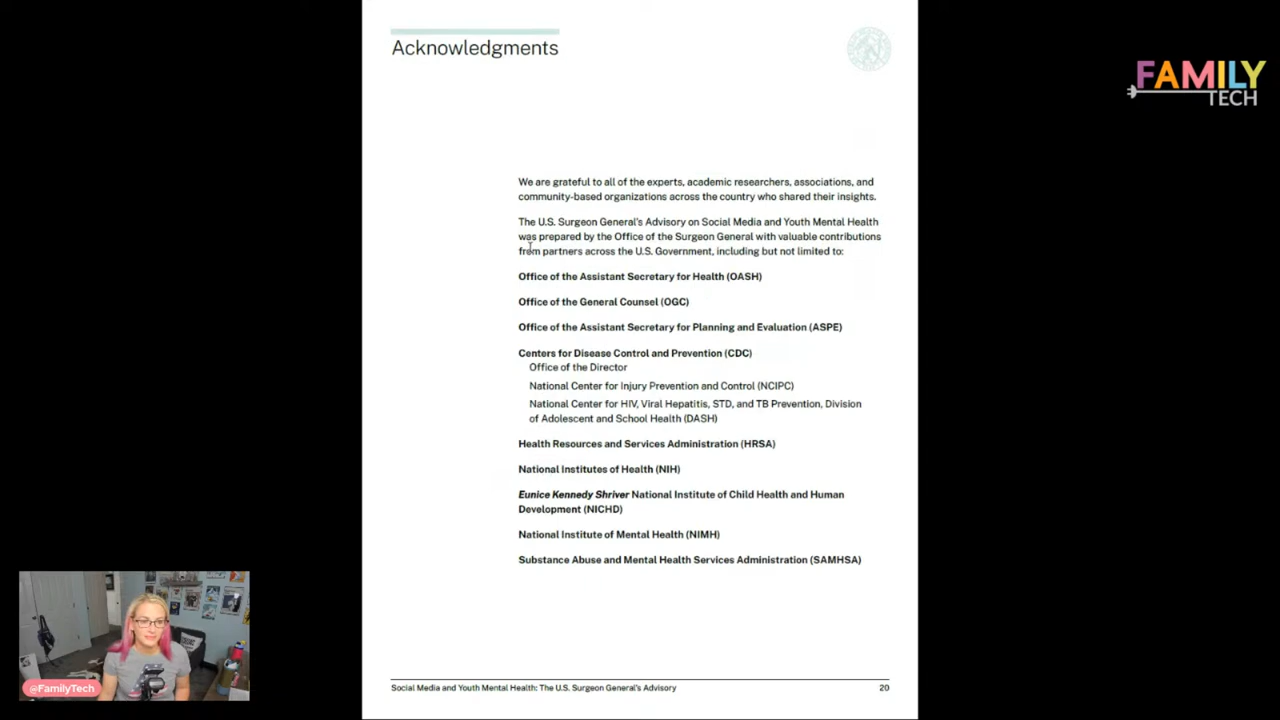 Acknowledgments
FAMILY
TECH
We are grateful to all of the experts, academic researchers, associations, and
community-based organizations across the country who shared their insights.
The U.S. Surgeon General's Advisory on Social Media and Youth Mental Health
was prepared by the Office of the Surgeon General with valuable contributions
from partners across the U.S. Government, including but not limited to:
Office of the Assistant Secretary for Health (OASH)
Office of the General Counsel (OGC)
Office of the Assistant Secretary for Planning and Evaluation (ASPE)
Centers for Disease Control and Prevention (CDC)
Office of the Director
National Center for Injury Prevention and Control (NCIPC)
National Center for HIV, Viral Hepatitis, STD, and TB Prevention, Division
of Adolescent and School Health (DASH)
Health Resources and Services Administration (HRSA)
National Institutes of Health (NIH)
Eunice Kennedy Shriver National Institute of Child Health and Human
Development (NICHD)
National Institute of Mental Health (NIMH)
Substance Abuse and Mental Health Services Administration (SAMHSA)
@FamilyTech
Social Media and Youth Mental Health: The U.S. Surgeon General's Advisory 20